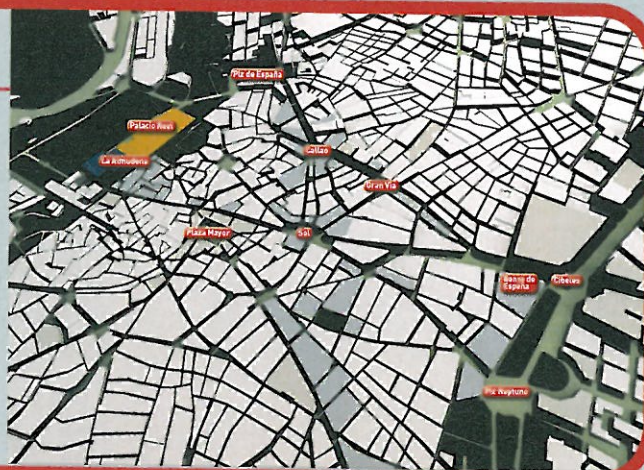 Plz de España
Palacio Real
Callao
La Almudena
Gran Vía
Plaza Mayor
Sol
Banco de
España
Cibeles
Plz Neptuno